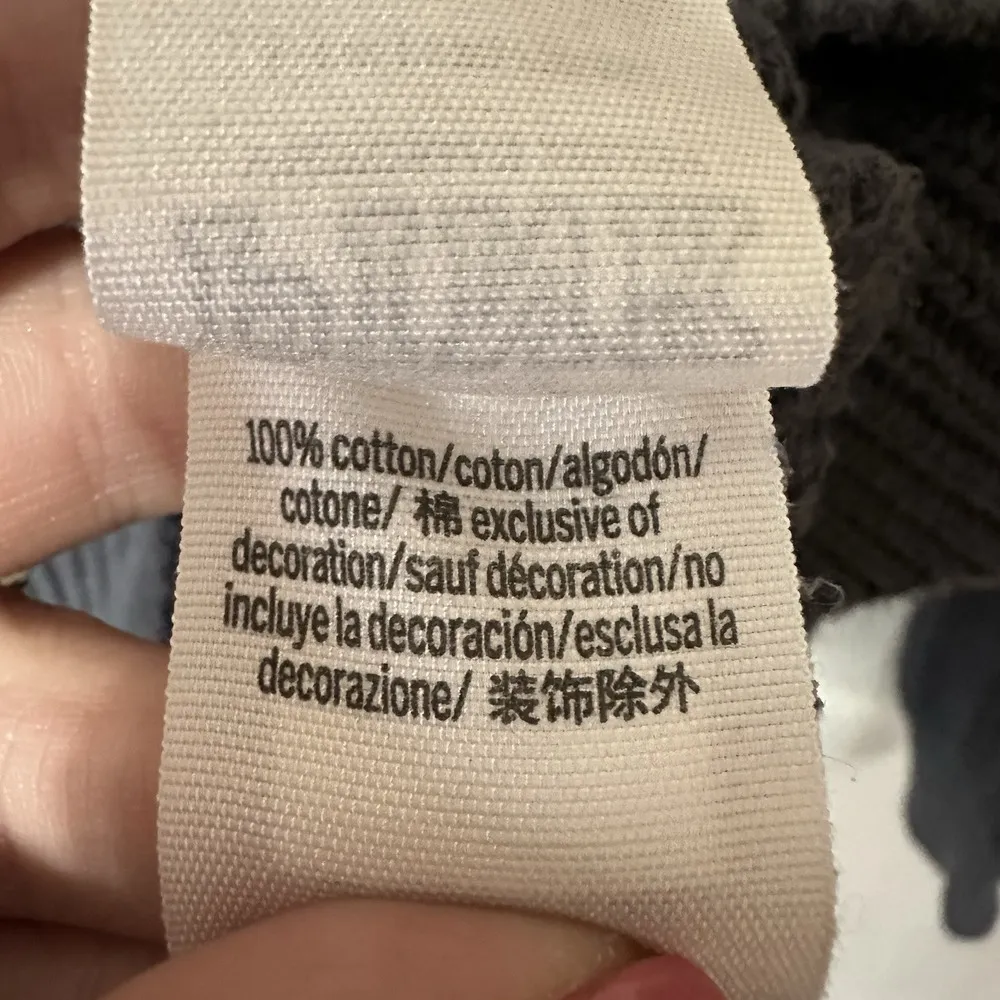 100% cotton/coton/algodón/
cotone/ 棉 exclusive of
decoration/sauf décoration/no
incluye la decoración/esclusa la
decorazione/ 装饰除外